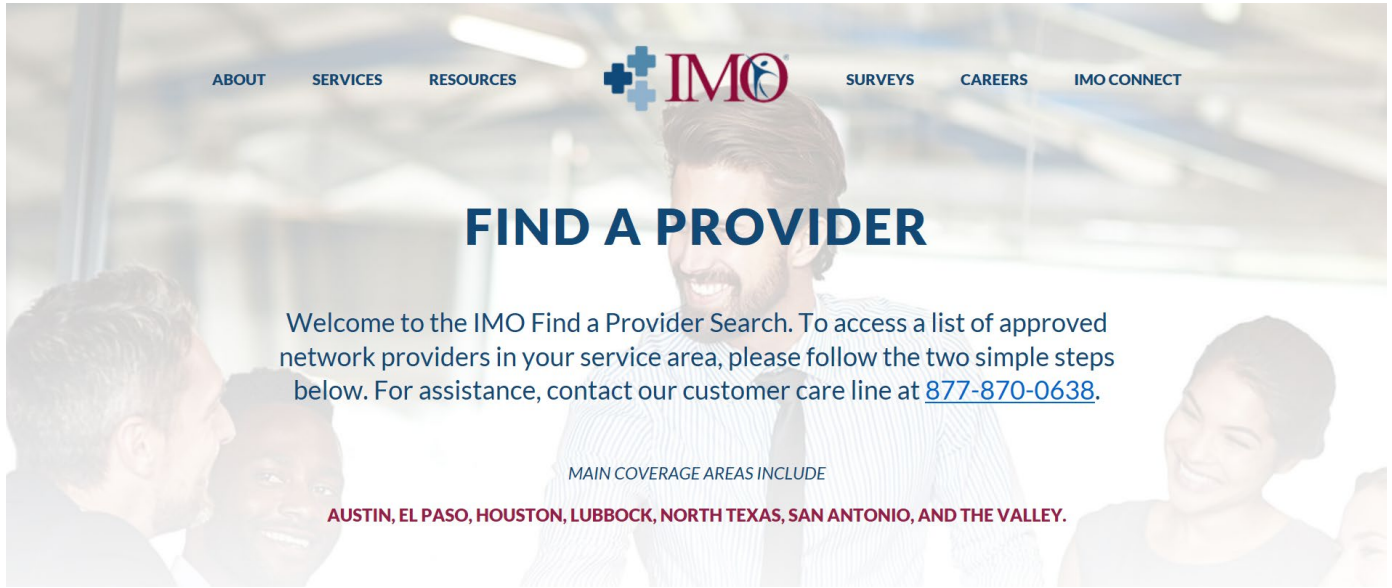 ABOUT SERVICES RESOURCES IMO® SURVEYS CAREERS IMO CONNECT
FIND A PROVIDER
Welcome to the IMO Find a Provider Search. To access a list of approved
network providers in your service area, please follow the two simple steps
below. For assistance, contact our customer care line at 877-870-0638.
MAIN COVERAGE AREAS INCLUDE
AUSTIN, EL PASO, HOUSTON, LUBBOCK, NORTH TEXAS, SAN ANTONIO, AND THE VALLEY.